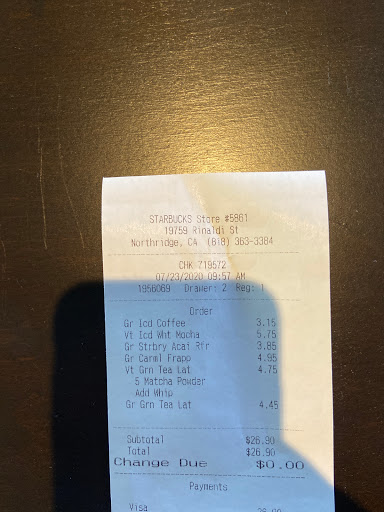 STARBUCKS Store #5861
19759 Rinaldi St
Northridge, CA (818) 363-3384
CHK 719572
07/23/2020 09:57 AM
1956069 Drawer: 2 Reg: 1
Order
Gr Icd Coffee 3.15
Vt Icd Wht Mocha 5.75
Gr Strbry Acai Rfr 3.85
Gr Carml Frapp 4.95
Vt Grn Tea Lat 4.75
5 Matcha Powder
Add Whip
Gr Grn Tea Lat 4.45
Subtotal $26.90
Total $26.90
Change Due $0.00
Payments
Visa 26.90